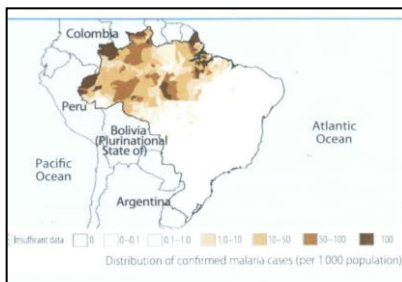 Colombia
Peru
Bolivia
(Plurinational
State of)
Atlantic
Ocean
Pacific
Ocean
Argentina
Insufficient data 0 0–0.1 0.1–1.0 1.0–10 10–50 50–100 100
Distribution of confirmed malaria cases (per 1 000 population)